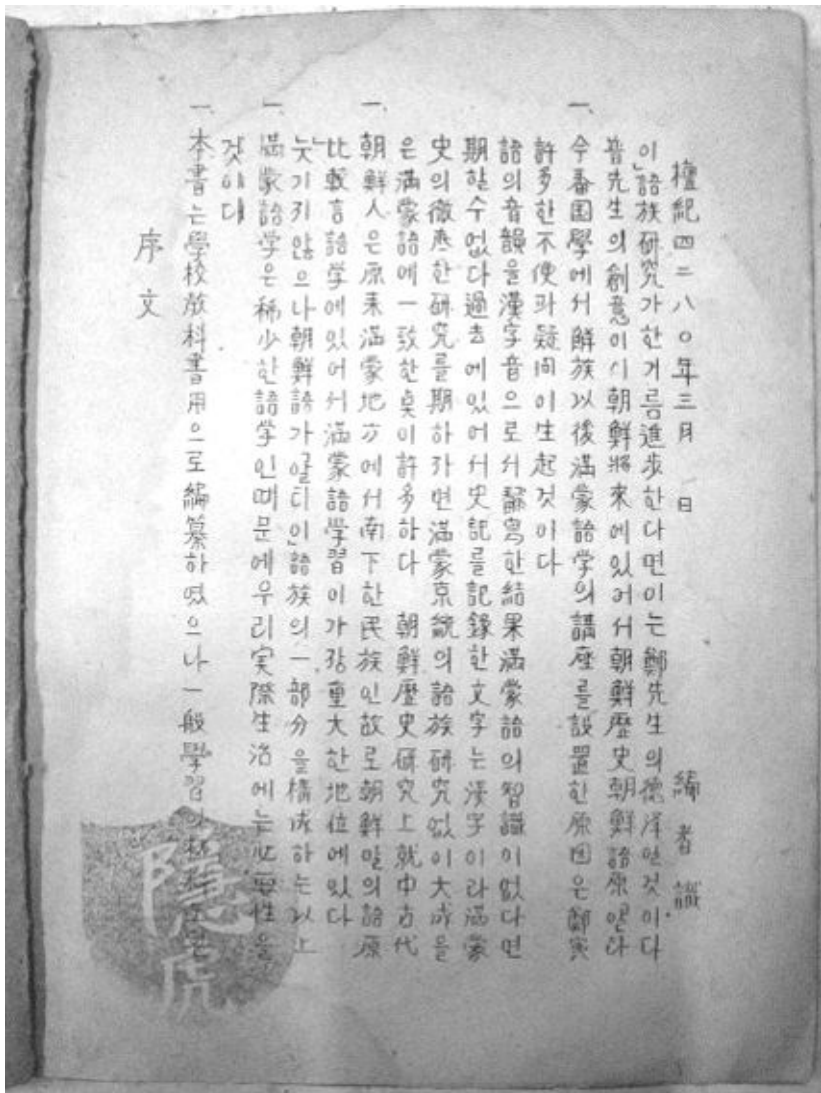 序文
一、本書는學校敎科書用으로編纂하였으나一般學習
것이다
一、滿蒙語学은稀少한語学인때문에우리実際生活에는必要性을
늣기지않으나朝鮮語가「알타이」語族의一部分을構成하는以上
比較言語学에있어서滿蒙語學習이가장重大한地位에있다
一、朝鮮人은原来滿蒙地方에서南下한民族인故로朝鮮말의語原
은滿蒙語에一致한点이許多하다 朝鮮歷史硏究上就中古代
史의徹底한硏究를期하자면滿蒙系統의語族硏究없이大成을
期할수없다過去에있어서史記를記錄한文字는漢字이라滿蒙
語의音韻을漢字音으로서飜寫한結果滿蒙語의智識이없다면
許多한不便과疑問이生起것이다
一、今番国學에서解放以後滿蒙語学의講座를設置한原因은鄭寅
普先生의創意이시朝鮮將來에있어서朝鮮歷史朝鮮語原「알타
이」語族硏究가한거름進步한다면이는鄭先生의德澤일것이다
檀紀四二八〇年三月 日 編者識
隱虎